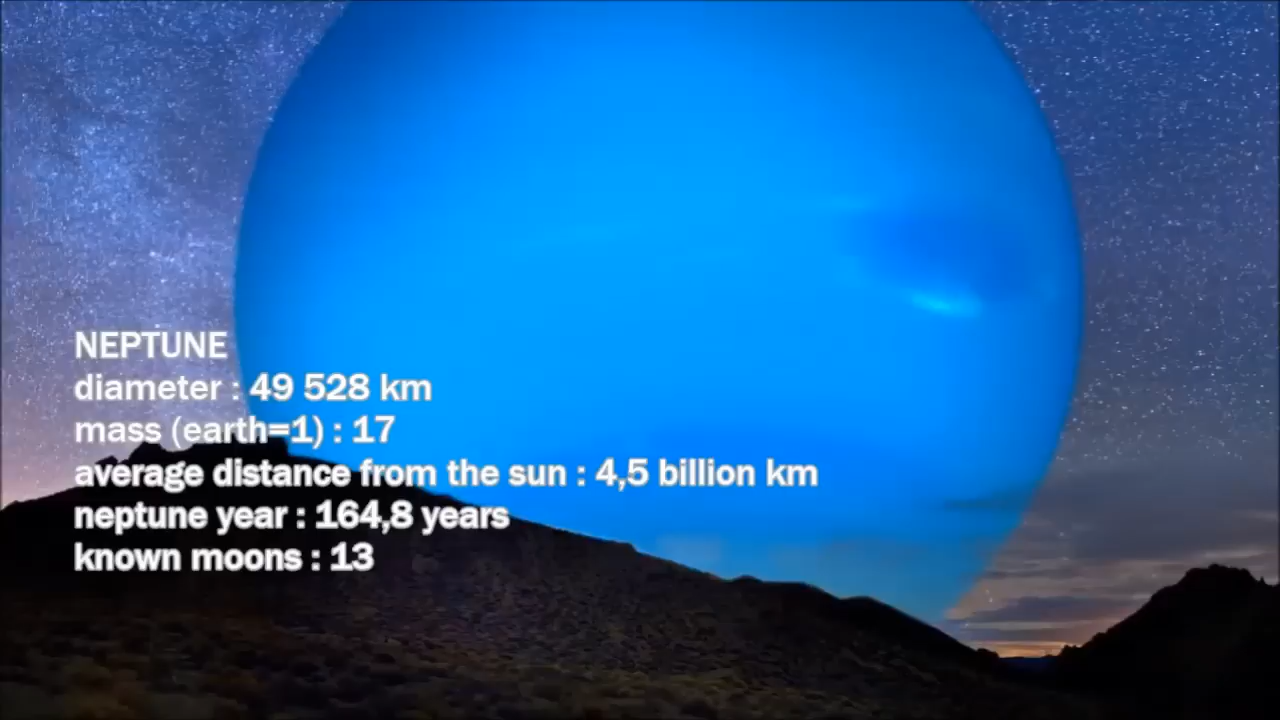 NEPTUNE
diameter : 49 528 km
mass (earth=1) : 17
average distance from the sun : 4,5 billion km
neptune year : 164,8 years
known moons : 13